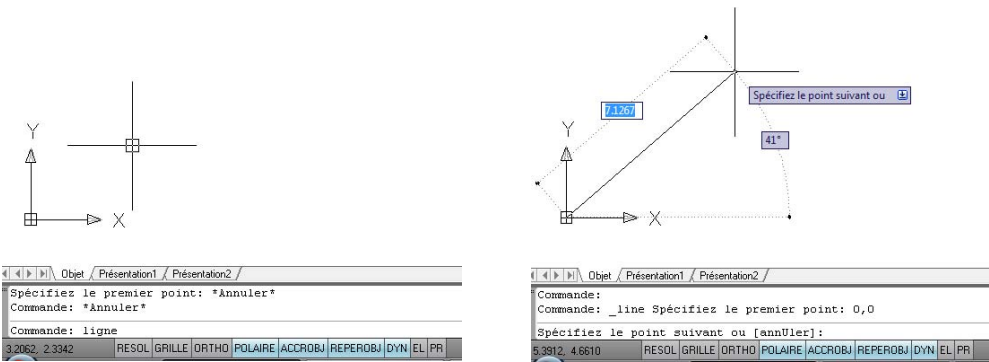 Y
X
Objet Présentation1 Présentation2
Spécifiez le premier point: *Annuler*
Commande: *Annuler*
Commande: ligne
3.2062, 2.3342 RESOL GRILLE ORTHO POLAIRE ACCROBJ REPEROBJ DYN EL PR
Spécifiez le point suivant ou
7.1267
41°
Y
X
Objet Présentation1 Présentation2
Commande:
Commande: _line Spécifiez le premier point: 0,0
Spécifiez le point suivant ou [annUler]:
5.3912, 4.6610 RESOL GRILLE ORTHO POLAIRE ACCROBJ REPEROBJ DYN EL PR